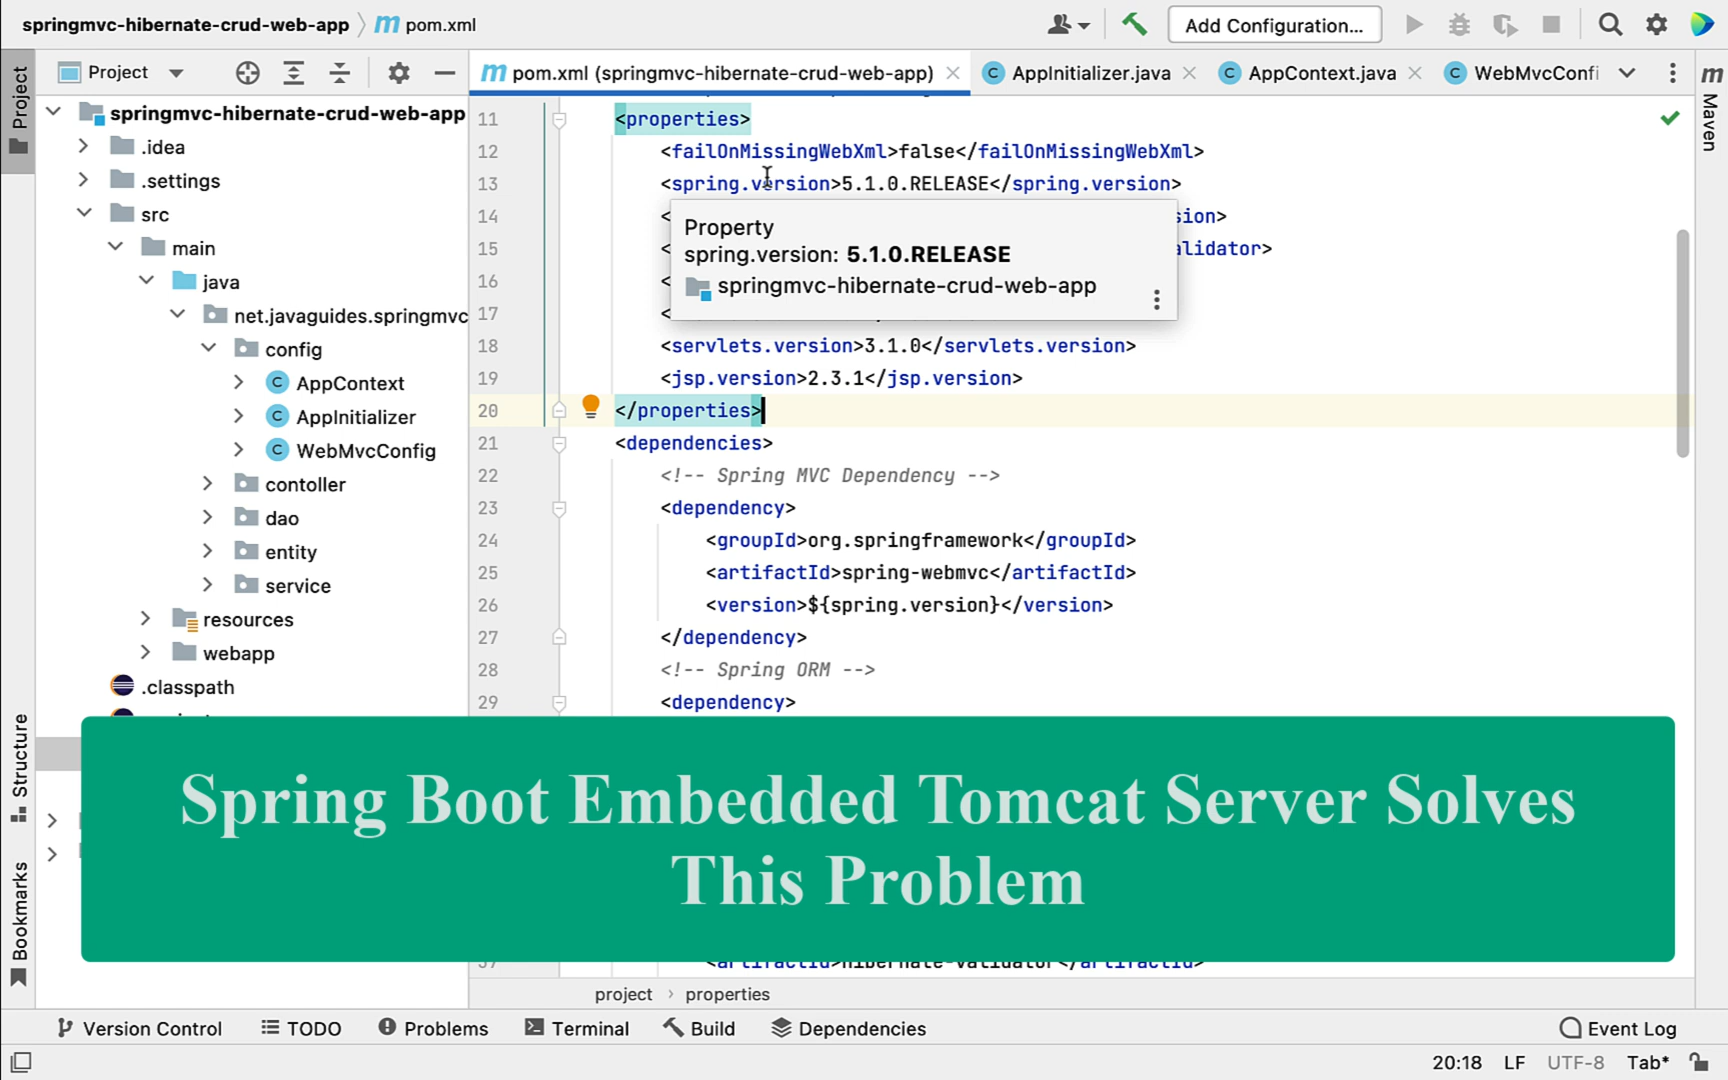 springmvc-hibernate-crud-web-app
pom.xml
Add Configuration...
Project
Project
pom.xml (springmvc-hibernate-crud-web-app)
AppInitializer.java
AppContext.java
WebMvcConfi
Maven
springmvc-hibernate-crud-web-app
.idea
.settings
src
main
java
net.javaguides.springmvc
config
AppContext
AppInitializer
WebMvcConfig
contoller
dao
entity
service
resources
webapp
.classpath
Structure
Bookmarks
11 <properties>
12 <failOnMissingWebXml>false</failOnMissingWebXml>
13 <spring.version>5.1.0.RELEASE</spring.version>
14 < sion>
15 < alidator>
16 <
17 <
Property
spring.version: 5.1.0.RELEASE
springmvc-hibernate-crud-web-app
18 <servlets.version>3.1.0</servlets.version>
19 <jsp.version>2.3.1</jsp.version>
20 </properties>
21 <dependencies>
22 <!-- Spring MVC Dependency -->
23 <dependency>
24 <groupId>org.springframework</groupId>
25 <artifactId>spring-webmvc</artifactId>
26 <version>${spring.version}</version>
27 </dependency>
28 <!-- Spring ORM -->
29 <dependency>
Spring Boot Embedded Tomcat Server Solves
This Problem
<artifactId>hibernate-validator</artifactId>
project > properties
Version Control
TODO
Problems
Terminal
Build
Dependencies
Event Log
20:18 LF UTF-8 Tab*